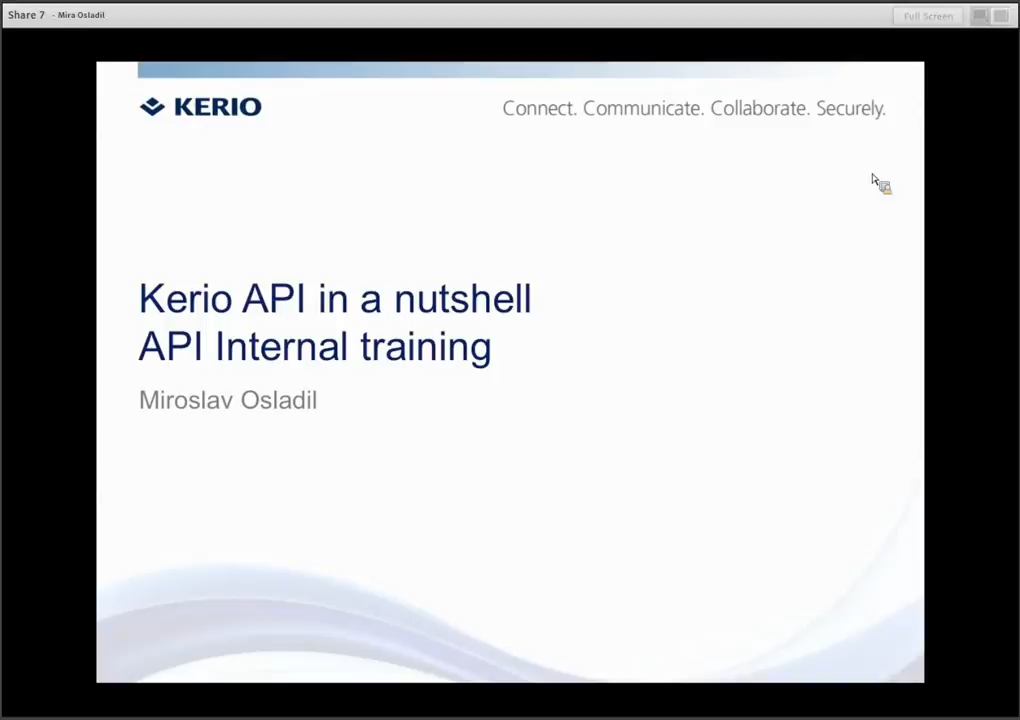 Share 7 - Mira Osladil
Full Screen
KERIO
Connect. Communicate. Collaborate. Securely.
Kerio API in a nutshell
API Internal training
Miroslav Osladil